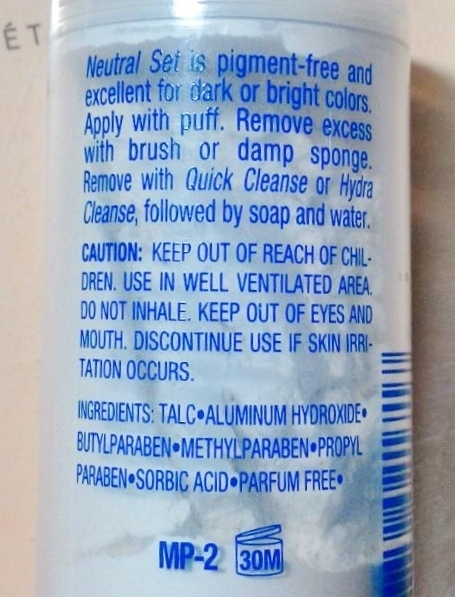 ÉT
Neutral Set is pigment-free and
excellent for dark or bright colors.
Apply with puff. Remove excess
with brush or damp sponge.
Remove with Quick Cleanse or Hydra
Cleanse, followed by soap and water.
CAUTION: KEEP OUT OF REACH OF CHIL-
DREN. USE IN WELL VENTILATED AREA.
DO NOT INHALE. KEEP OUT OF EYES AND
MOUTH. DISCONTINUE USE IF SKIN IRRI-
TATION OCCURS.
INGREDIENTS: TALC•ALUMINUM HYDROXIDE•
BUTYLPARABEN•METHYLPARABEN•PROPYL
PARABEN•SORBIC ACID•PARFUM FREE•
MP-2 30M